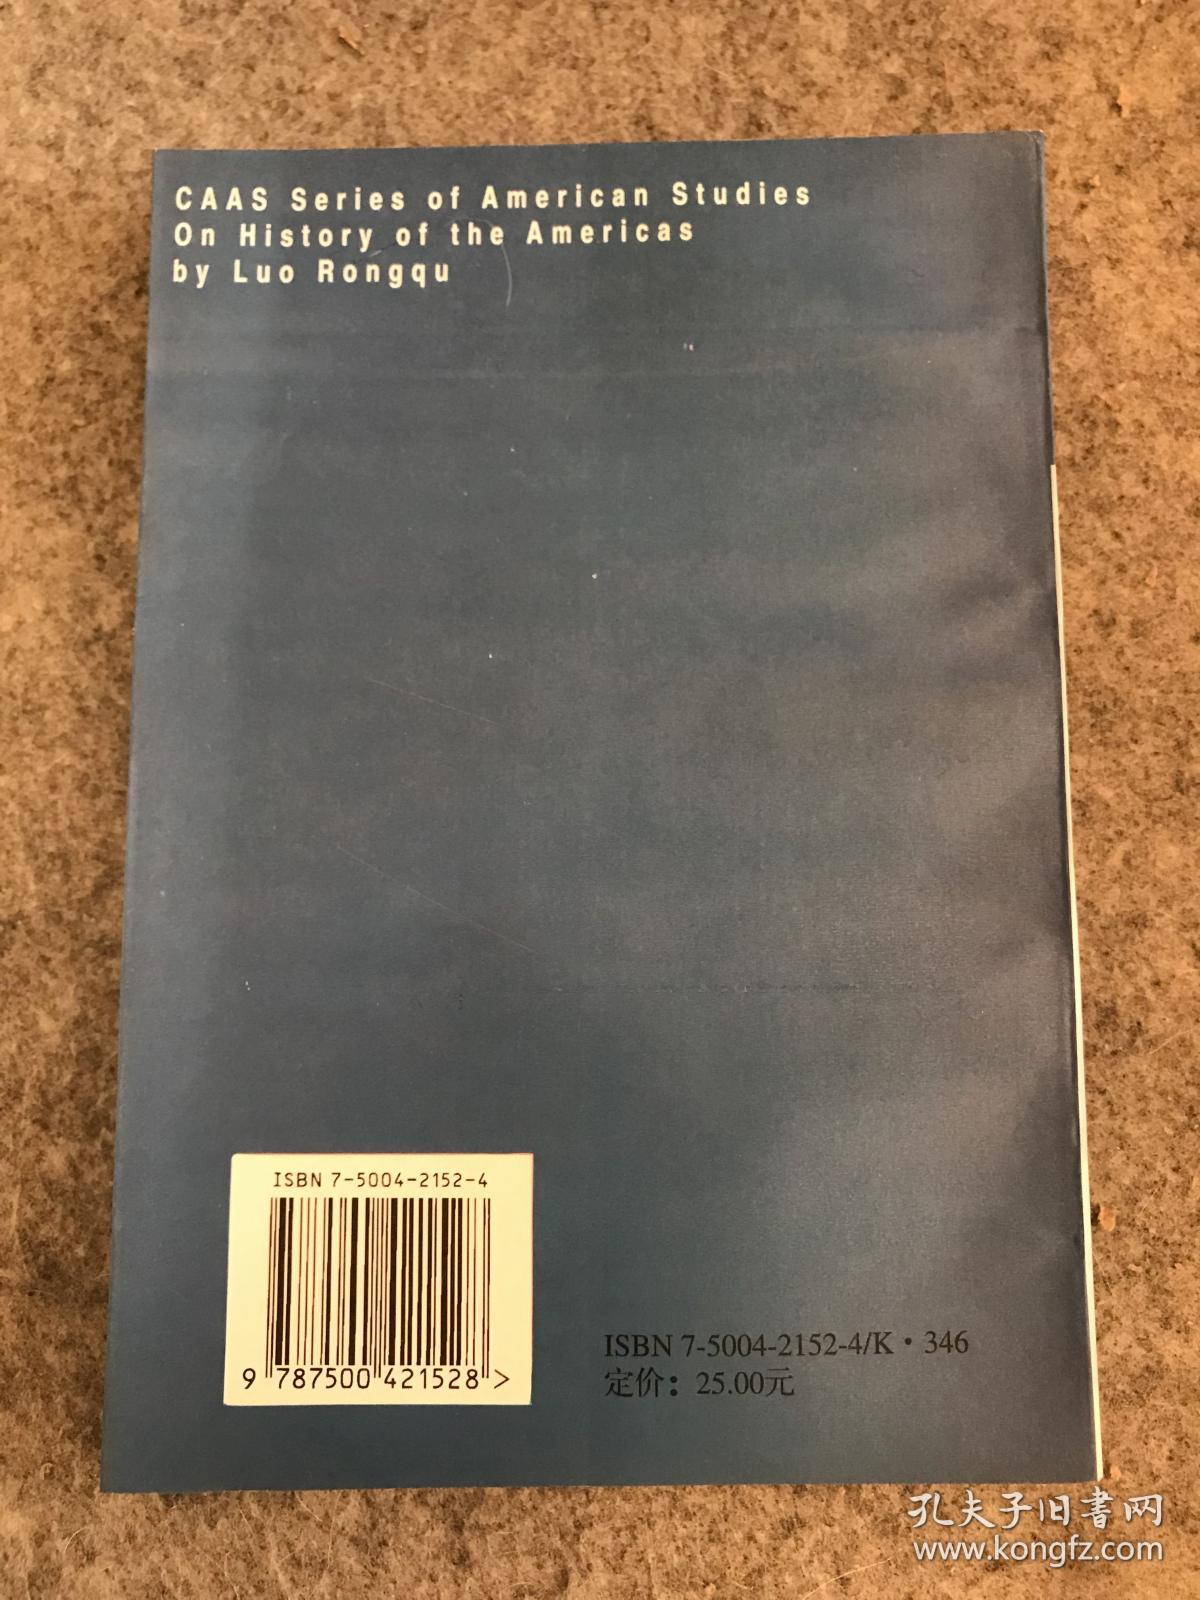 CAAS Series of American Studies
On History of the Americas
by Luo Rongqu
ISBN 7-5004-2152-4
9 787500 421528 >
ISBN 7-5004-2152-4/K·346
定价：25.00元
孔夫子旧书网
www.kongfz.com